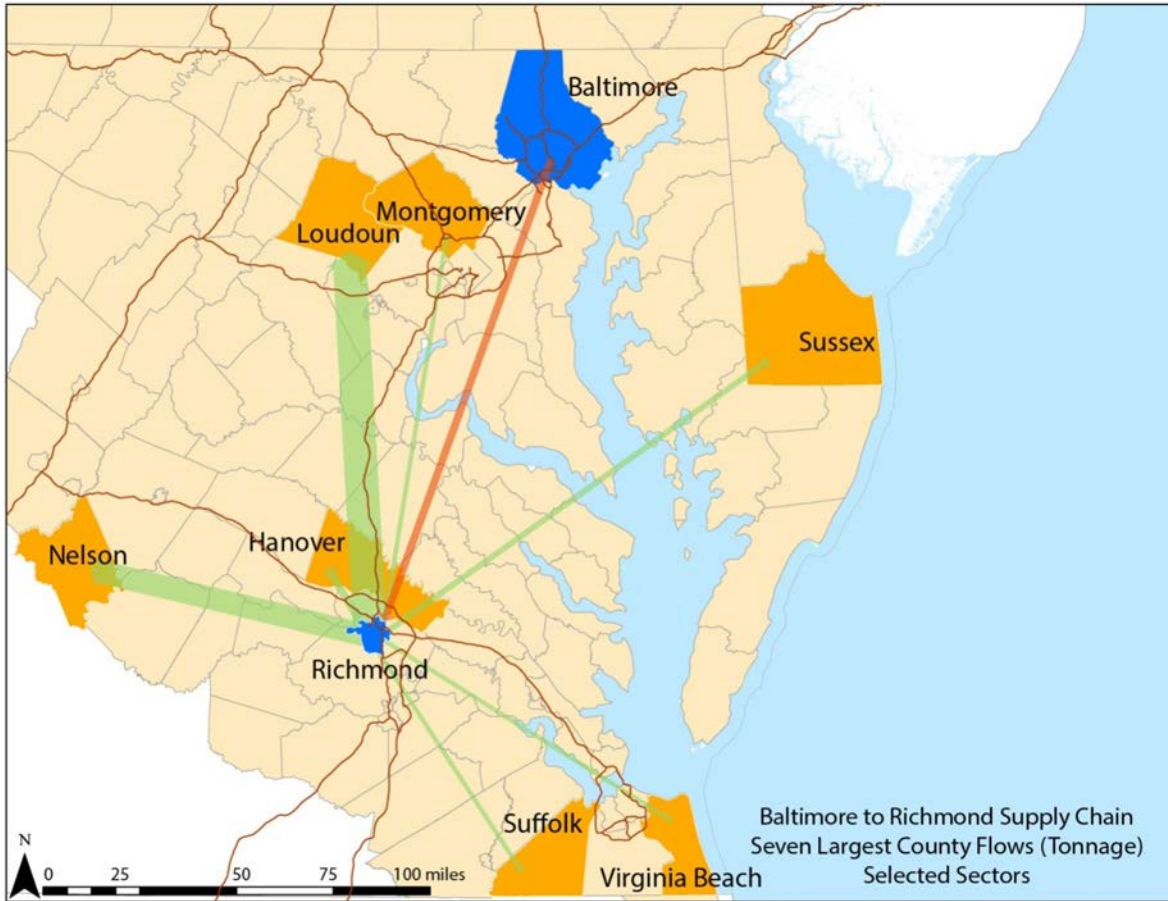 Baltimore
Montgomery
Loudoun
Sussex
Hanover
Nelson
Richmond
Suffolk
Virginia Beach
Baltimore to Richmond Supply Chain
Seven Largest County Flows (Tonnage)
Selected Sectors
N
0 25 50 75 100 miles